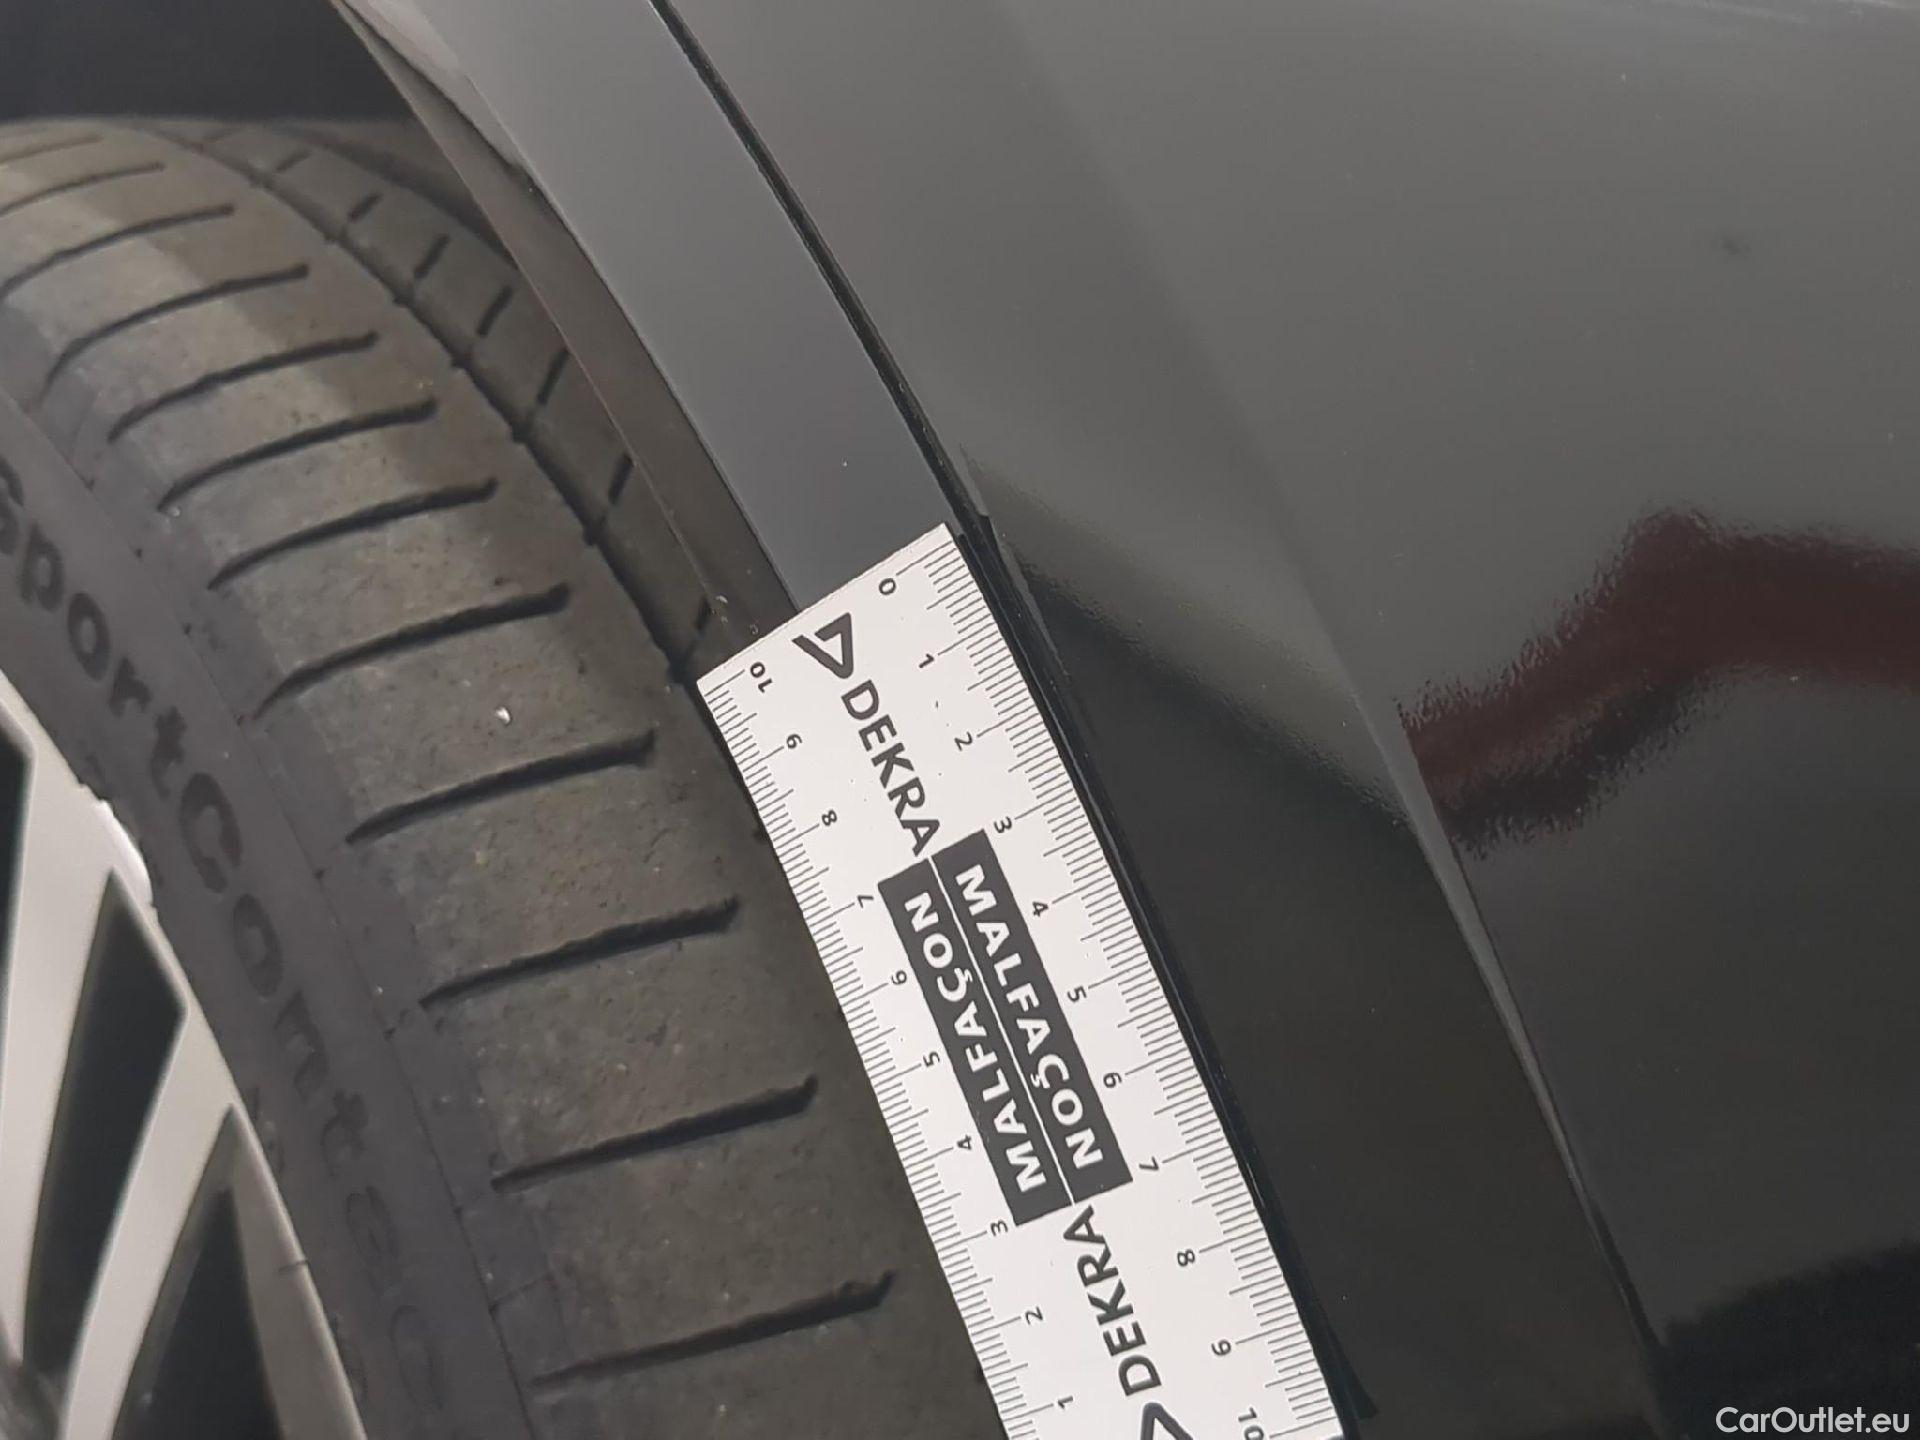 SportContact
0 1 2 3 4 5 6 7 8 9 10
DEKRA MALFAÇON DEKRA
MALFAÇON
10 9 8 7 6 5 4 3 2 1
CarOutlet.eu